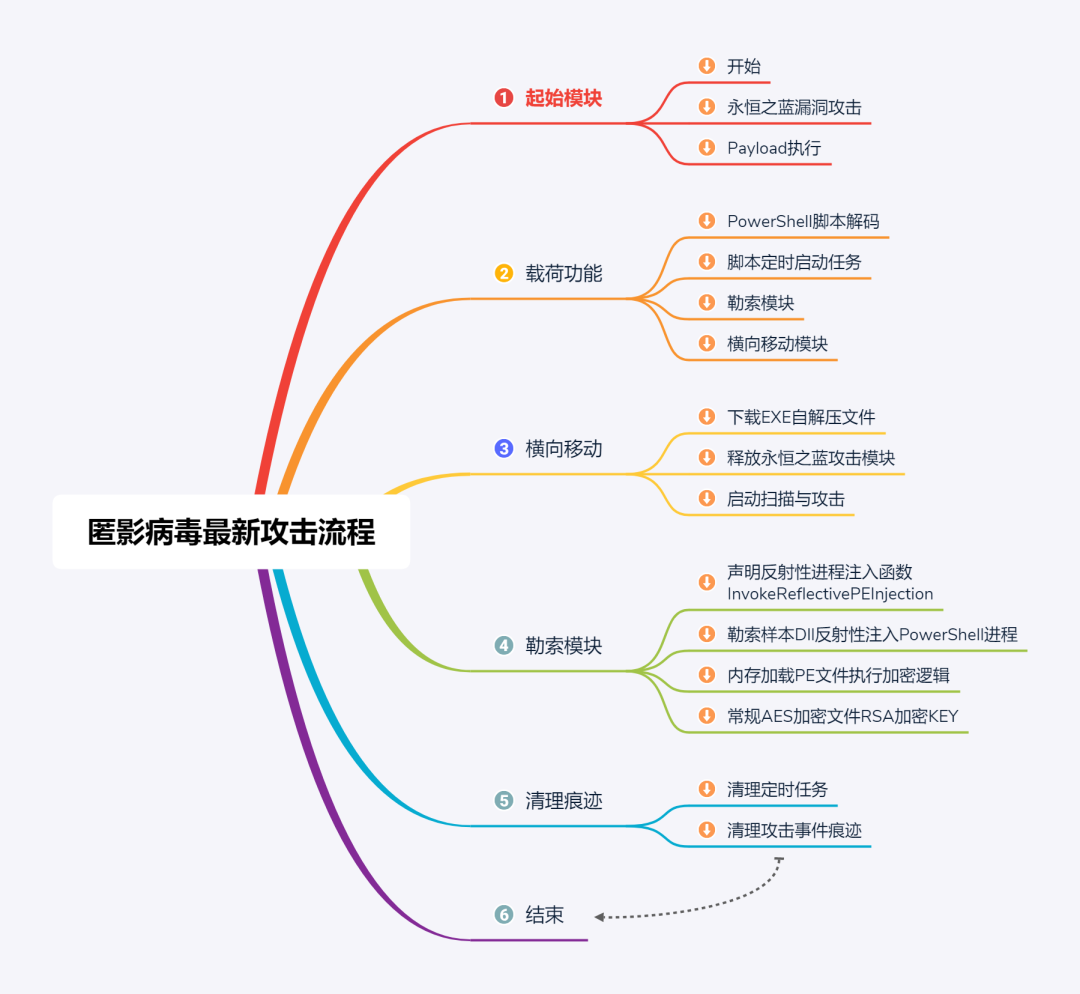 1 起始模块
开始
永恒之蓝漏洞攻击
Payload执行
2 载荷功能
PowerShell脚本解码
脚本定时启动任务
勒索模块
横向移动模块
3 横向移动
下载EXE自解压文件
释放永恒之蓝攻击模块
启动扫描与攻击
匿影病毒最新攻击流程
4 勒索模块
声明反射性进程注入函数
InvokeReflectivePEInjection
勒索样本Dll反射性注入PowerShell进程
内存加载PE文件执行加密逻辑
常规AES加密文件RSA加密KEY
5 清理痕迹
清理定时任务
清理攻击事件痕迹
6 结束